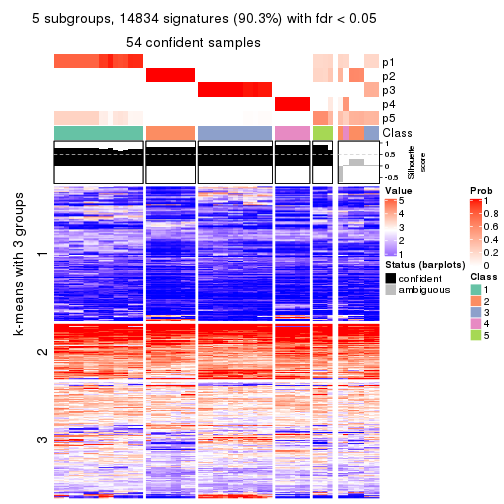 5 subgroups, 14834 signatures (90.3%) with fdr < 0.05
54 confident samples
p1
p2
p3
p4
p5
Class
1
0.5
0
-0.5
Silhouette
score
k-means with 3 groups
1
2
3
Value
5
4
3
2
1
Status (barplots)
confident
ambiguous
Prob
1
0.8
0.6
0.4
0.2
0
Class
1
2
3
4
5